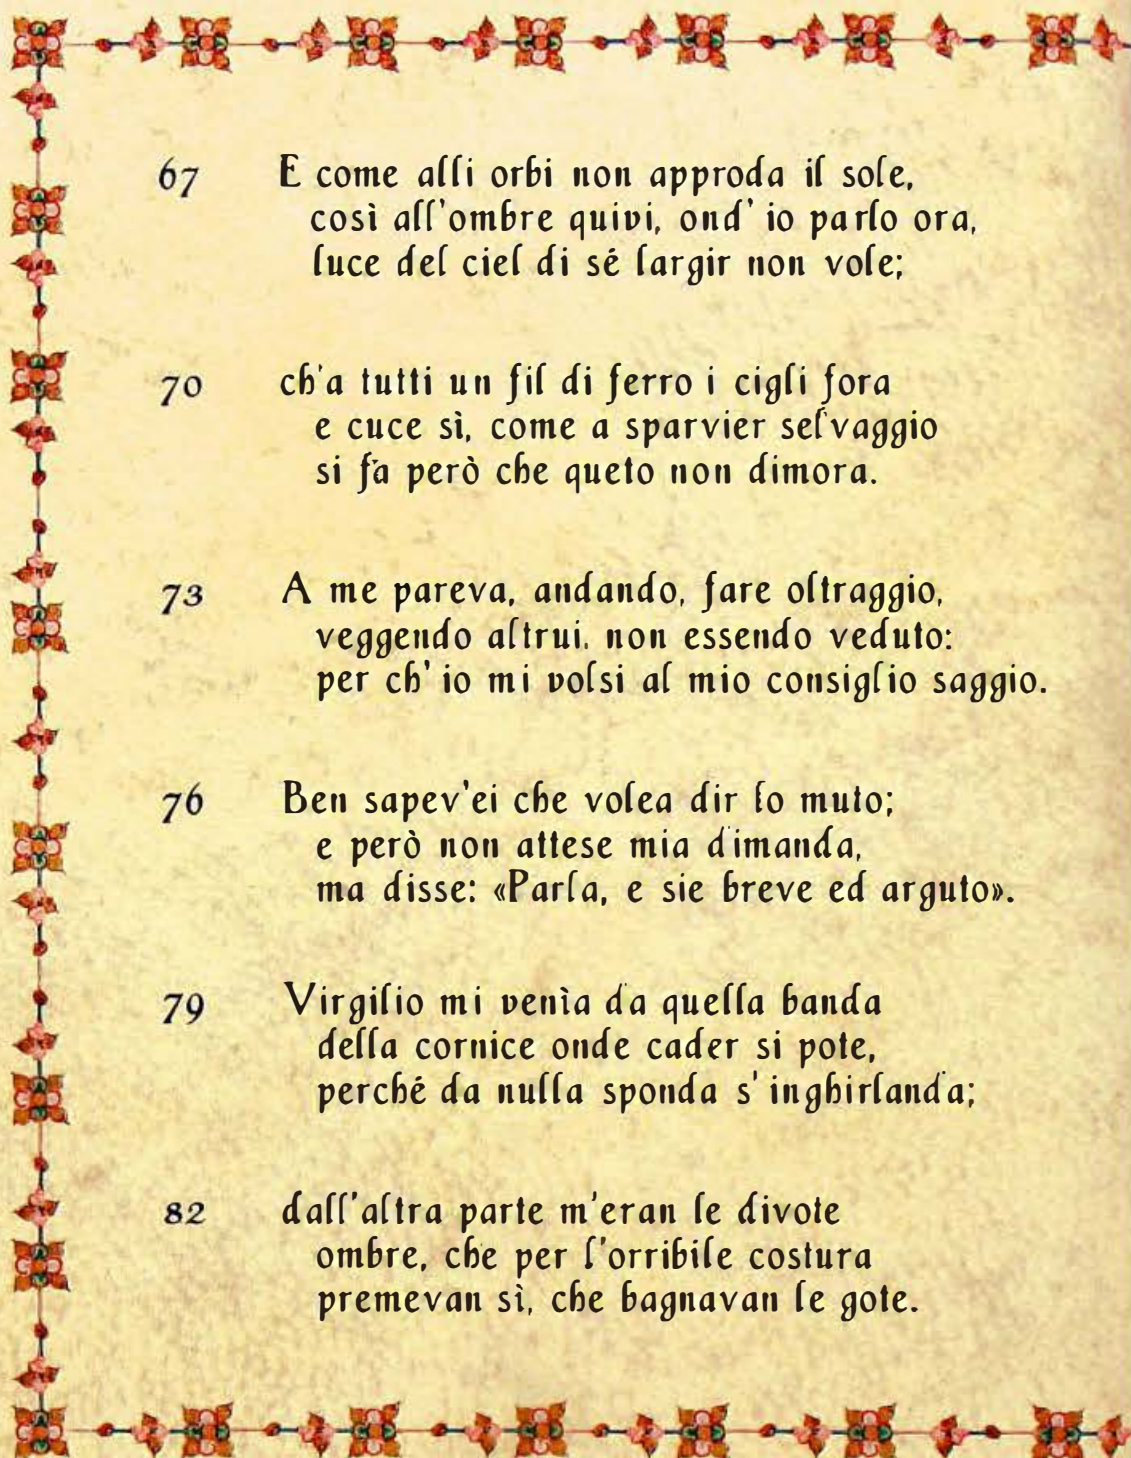 67 E come alli orbi non approda il sole,
così all'ombre quivi, ond' io parlo ora,
luce del ciel di sé largir non vole;
70 ch'a tutti un fil di ferro i cigli fora
e cuce sì, come a sparvier selvaggio
si fa però che queto non dimora.
73 A me pareva, andando, fare oltraggio,
veggendo altrui, non essendo veduto:
per ch' io mi volsi al mio consiglio saggio.
76 Ben sapev'ei che volea dir lo muto;
e però non attese mia dimanda,
ma disse: «Parla, e sie breve ed arguto».
79 Virgilio mi venìa da quella banda
della cornice onde cader si pote,
perché da nulla sponda s' inghirlanda;
82 dall'altra parte m'eran le divote
ombre, che per l'orribile costura
premevan sì, che bagnavan le gote.